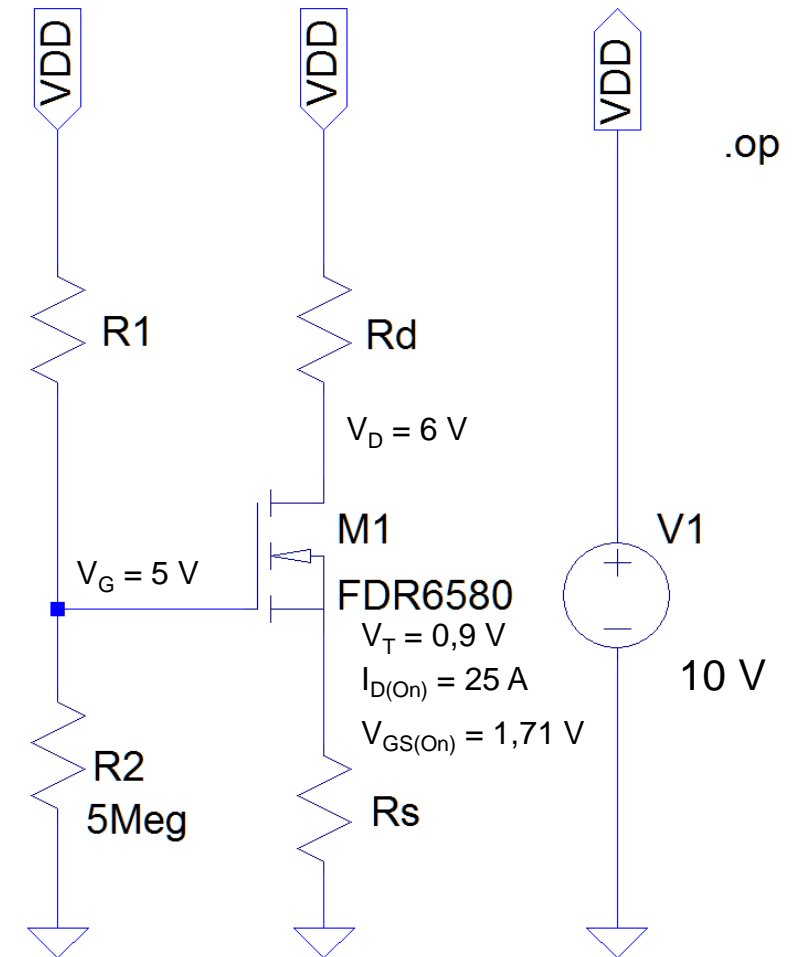 VDD
VDD
VDD
.op
R1
Rd
V_D = 6 V
M1
V1
V_G = 5 V
FDR6580
V_T = 0,9 V
I_D(On) = 25 A
10 V
V_GS(On) = 1,71 V
R2
5Meg
Rs